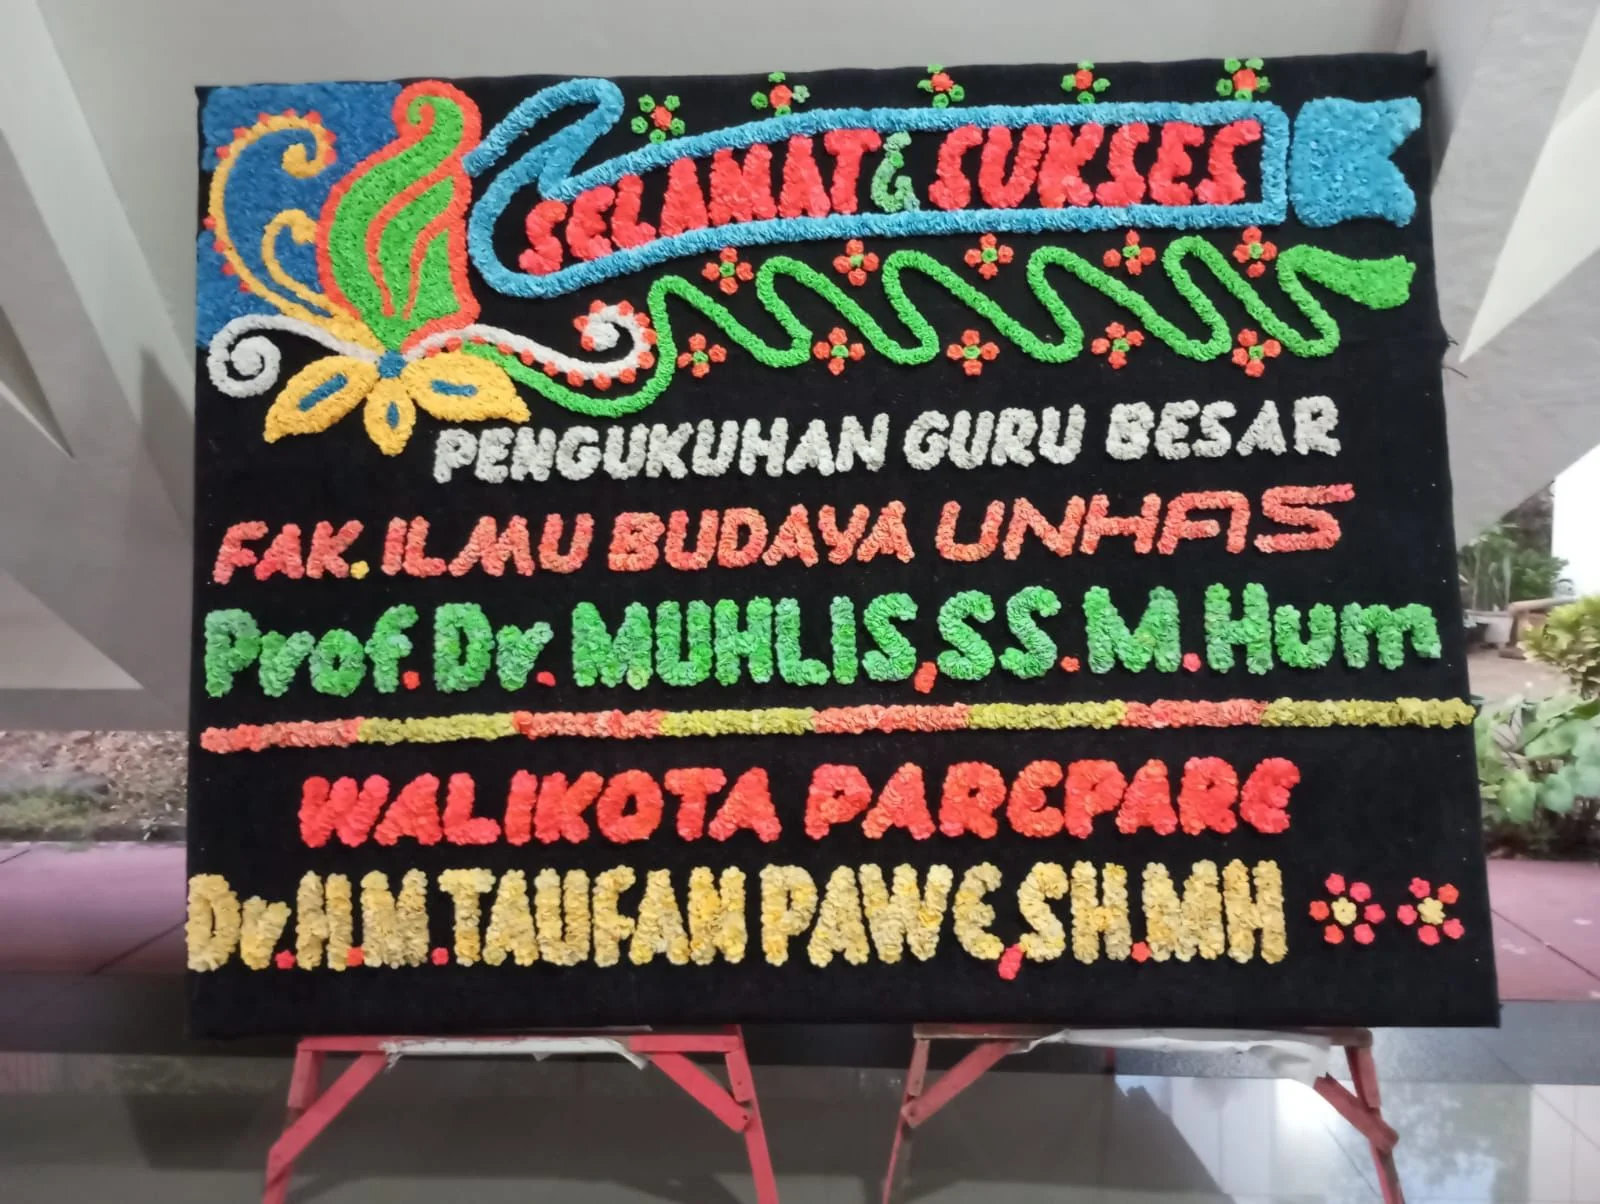 SELAMAT & SUKSES
PENGUKUHAN GURU BESAR
FAK. ILMU BUDAYA UNHAS
Prof. Dr. MUHLIS, SS. M. Hum
WALIKOTA PAREPARE
Dr. H. M. TAUFAN PAWE, SH. MH